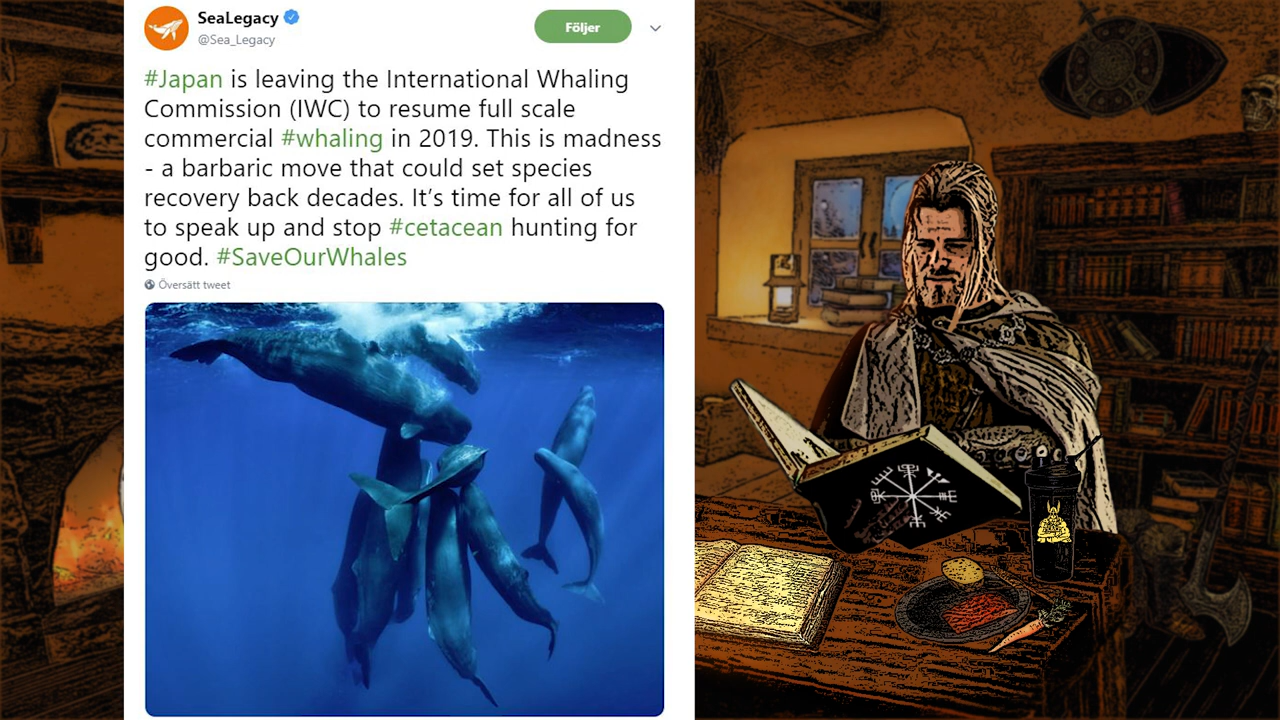 SeaLegacy
@Sea_Legacy
Följer
#Japan is leaving the International Whaling
Commission (IWC) to resume full scale
commercial #whaling in 2019. This is madness
- a barbaric move that could set species
recovery back decades. It’s time for all of us
to speak up and stop #cetacean hunting for
good. #SaveOurWhales
Översätt tweet